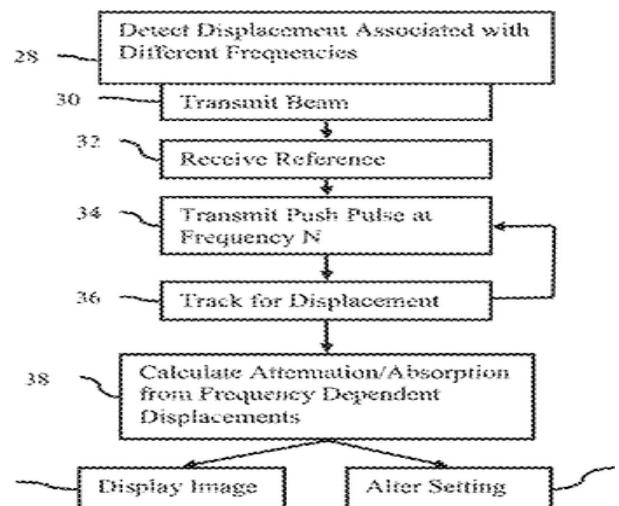 Detect Displacement Associated with
Different Frequencies
28
30
Transmit Beam
32
Receive Reference
34
Transmit Push Pulse at
Frequency N
36
Track for Displacement
38
Calculate Attenuation/Absorption
from Frequency Dependent
Displacements
Display Image
Alter Setting